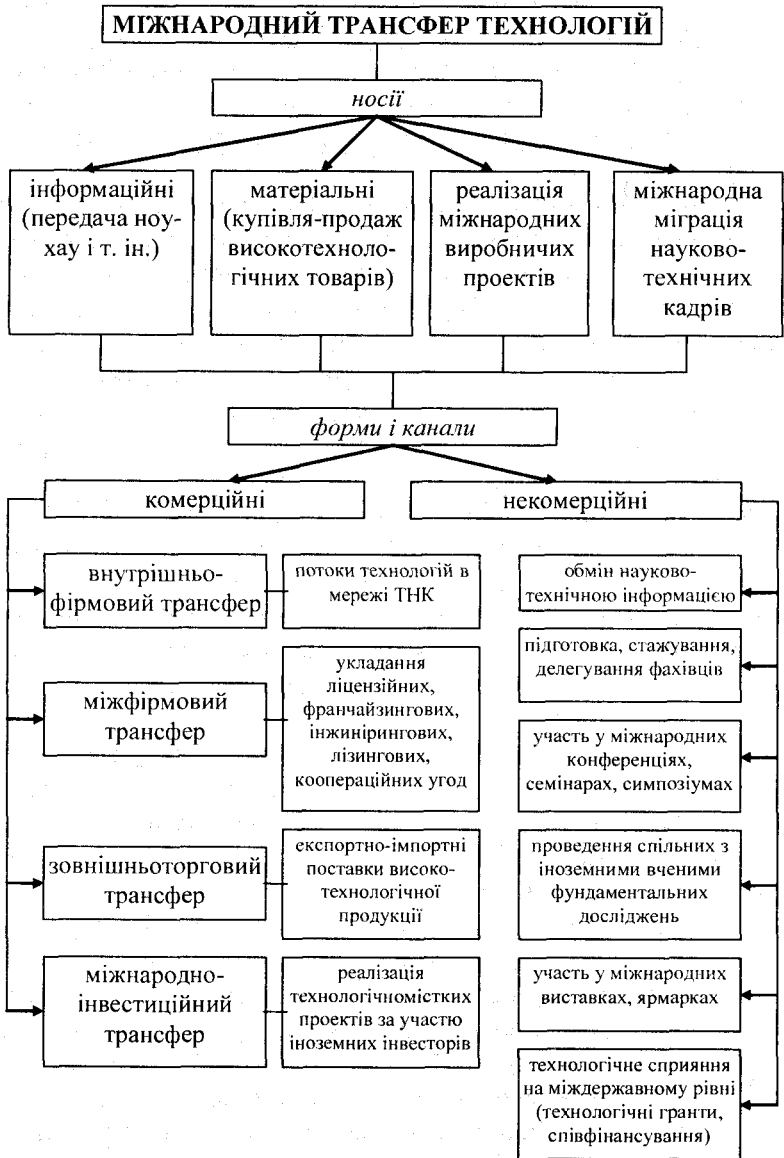 МІЖНАРОДНИЙ ТРАНСФЕР ТЕХНОЛОГІЙ
носії
інформаційні
(передача ноу-
хау і т. ін.)
матеріальні
(купівля-продаж
високотехноло-
гічних товарів)
реалізація
міжнародних
виробничих
проектів
міжнародна
міграція
науково-
технічних
кадрів
форми і канали
комерційні
некомерційні
внутрішньо-
фірмовий трансфер
потоки технологій в
мережі ТНК
міжфірмовий
трансфер
укладання
ліцензійних,
франчайзингових,
інжинірингових,
лізингових,
коопераційних угод
зовнішньоторговий
трансфер
експортно-імпортні
поставки високо-
технологічної
продукції
міжнародно-
інвестиційний
трансфер
реалізація
технологічномістких
проектів за участю
іноземних інвесторів
обмін науково-
технічною інформацією
підготовка, стажування,
делегування фахівців
участь у міжнародних
конференціях,
семінарах, симпозіумах
проведення спільних з
іноземними вченими
фундаментальних
досліджень
участь у міжнародних
виставках, ярмарках
технологічне сприяння
на міждержавному рівні
(технологічні гранти,
співфінансування)